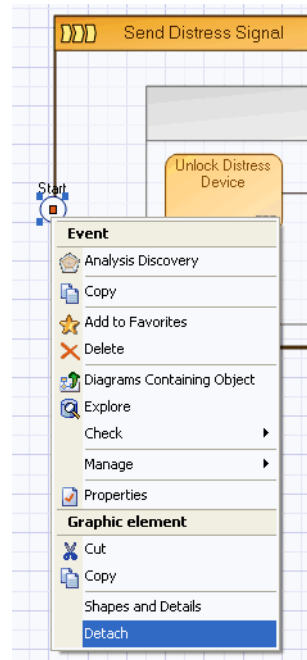 Send Distress Signal
Unlock Distress
Device
Start
Event
Analysis Discovery
Copy
Add to Favorites
Delete
Diagrams Containing Object
Explore
Check
Manage
Properties
Graphic element
Cut
Copy
Shapes and Details
Detach